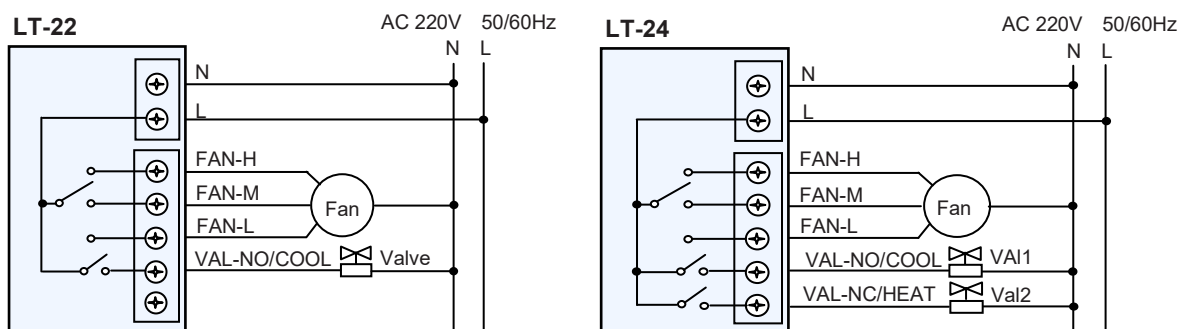 LT-22
AC 220V 50/60Hz
N L
N
L
FAN-H
FAN-M
FAN-L
Fan
VAL-NO/COOL Valve
LT-24
AC 220V 50/60Hz
N L
N
L
FAN-H
FAN-M
FAN-L
Fan
VAL-NO/COOL VAl1
VAL-NC/HEAT Val2